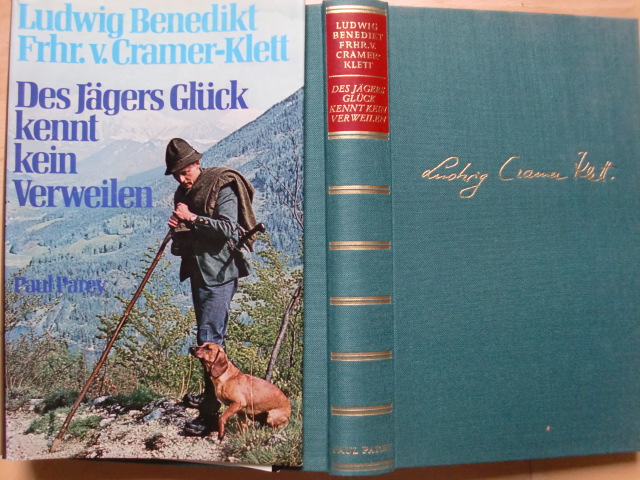 Ludwig Benedikt
Frhr. v. Cramer-Klett
Des Jägers Glück
kennt
kein
Verweilen
Paul Parey
LUDWIG
BENEDIKT
FRHR. V.
CRAMER-
KLETT
DES JÄGERS
GLÜCK
KENNT KEIN
VERWEILEN
PAUL PAREY
Ludwig Cramer Klett.